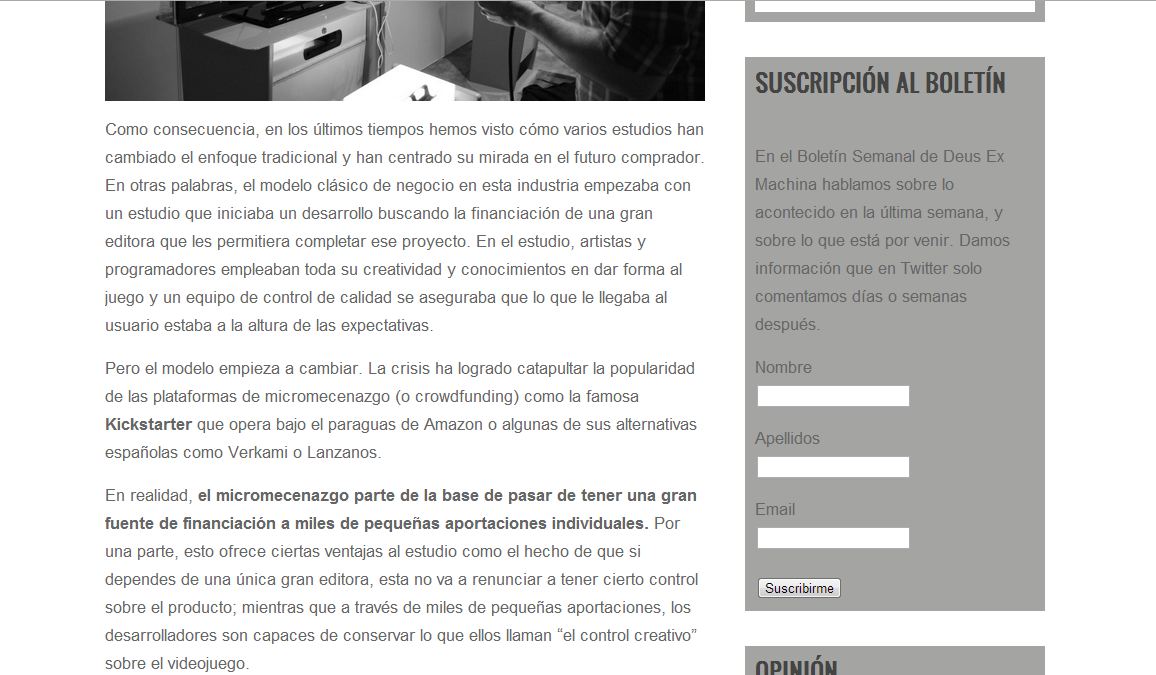 Como consecuencia, en los últimos tiempos hemos visto cómo varios estudios han
cambiado el enfoque tradicional y han centrado su mirada en el futuro comprador.
En otras palabras, el modelo clásico de negocio en esta industria empezaba con
un estudio que iniciaba un desarrollo buscando la financiación de una gran
editora que les permitiera completar ese proyecto. En el estudio, artistas y
programadores empleaban toda su creatividad y conocimientos en dar forma al
juego y un equipo de control de calidad se aseguraba que lo que le llegaba al
usuario estaba a la altura de las expectativas.
Pero el modelo empieza a cambiar. La crisis ha logrado catapultar la popularidad
de las plataformas de micromecenazgo (o crowdfunding) como la famosa
Kickstarter que opera bajo el paraguas de Amazon o algunas de sus alternativas
españolas como Verkami o Lanzanos.
En realidad, el micromecenazgo parte de la base de pasar de tener una gran
fuente de financiación a miles de pequeñas aportaciones individuales. Por
una parte, esto ofrece ciertas ventajas al estudio como el hecho de que si
dependes de una única gran editora, esta no va a renunciar a tener cierto control
sobre el producto; mientras que a través de miles de pequeñas aportaciones, los
desarrolladores son capaces de conservar lo que ellos llaman “el control creativo”
sobre el videojuego.
SUSCRIPCIÓN AL BOLETÍN
En el Boletín Semanal de Deus Ex
Machina hablamos sobre lo
acontecido en la última semana, y
sobre lo que está por venir. Damos
información que en Twitter solo
comentamos días o semanas
después.
Nombre
Apellidos
Email
Suscribirme
OPINIÓN